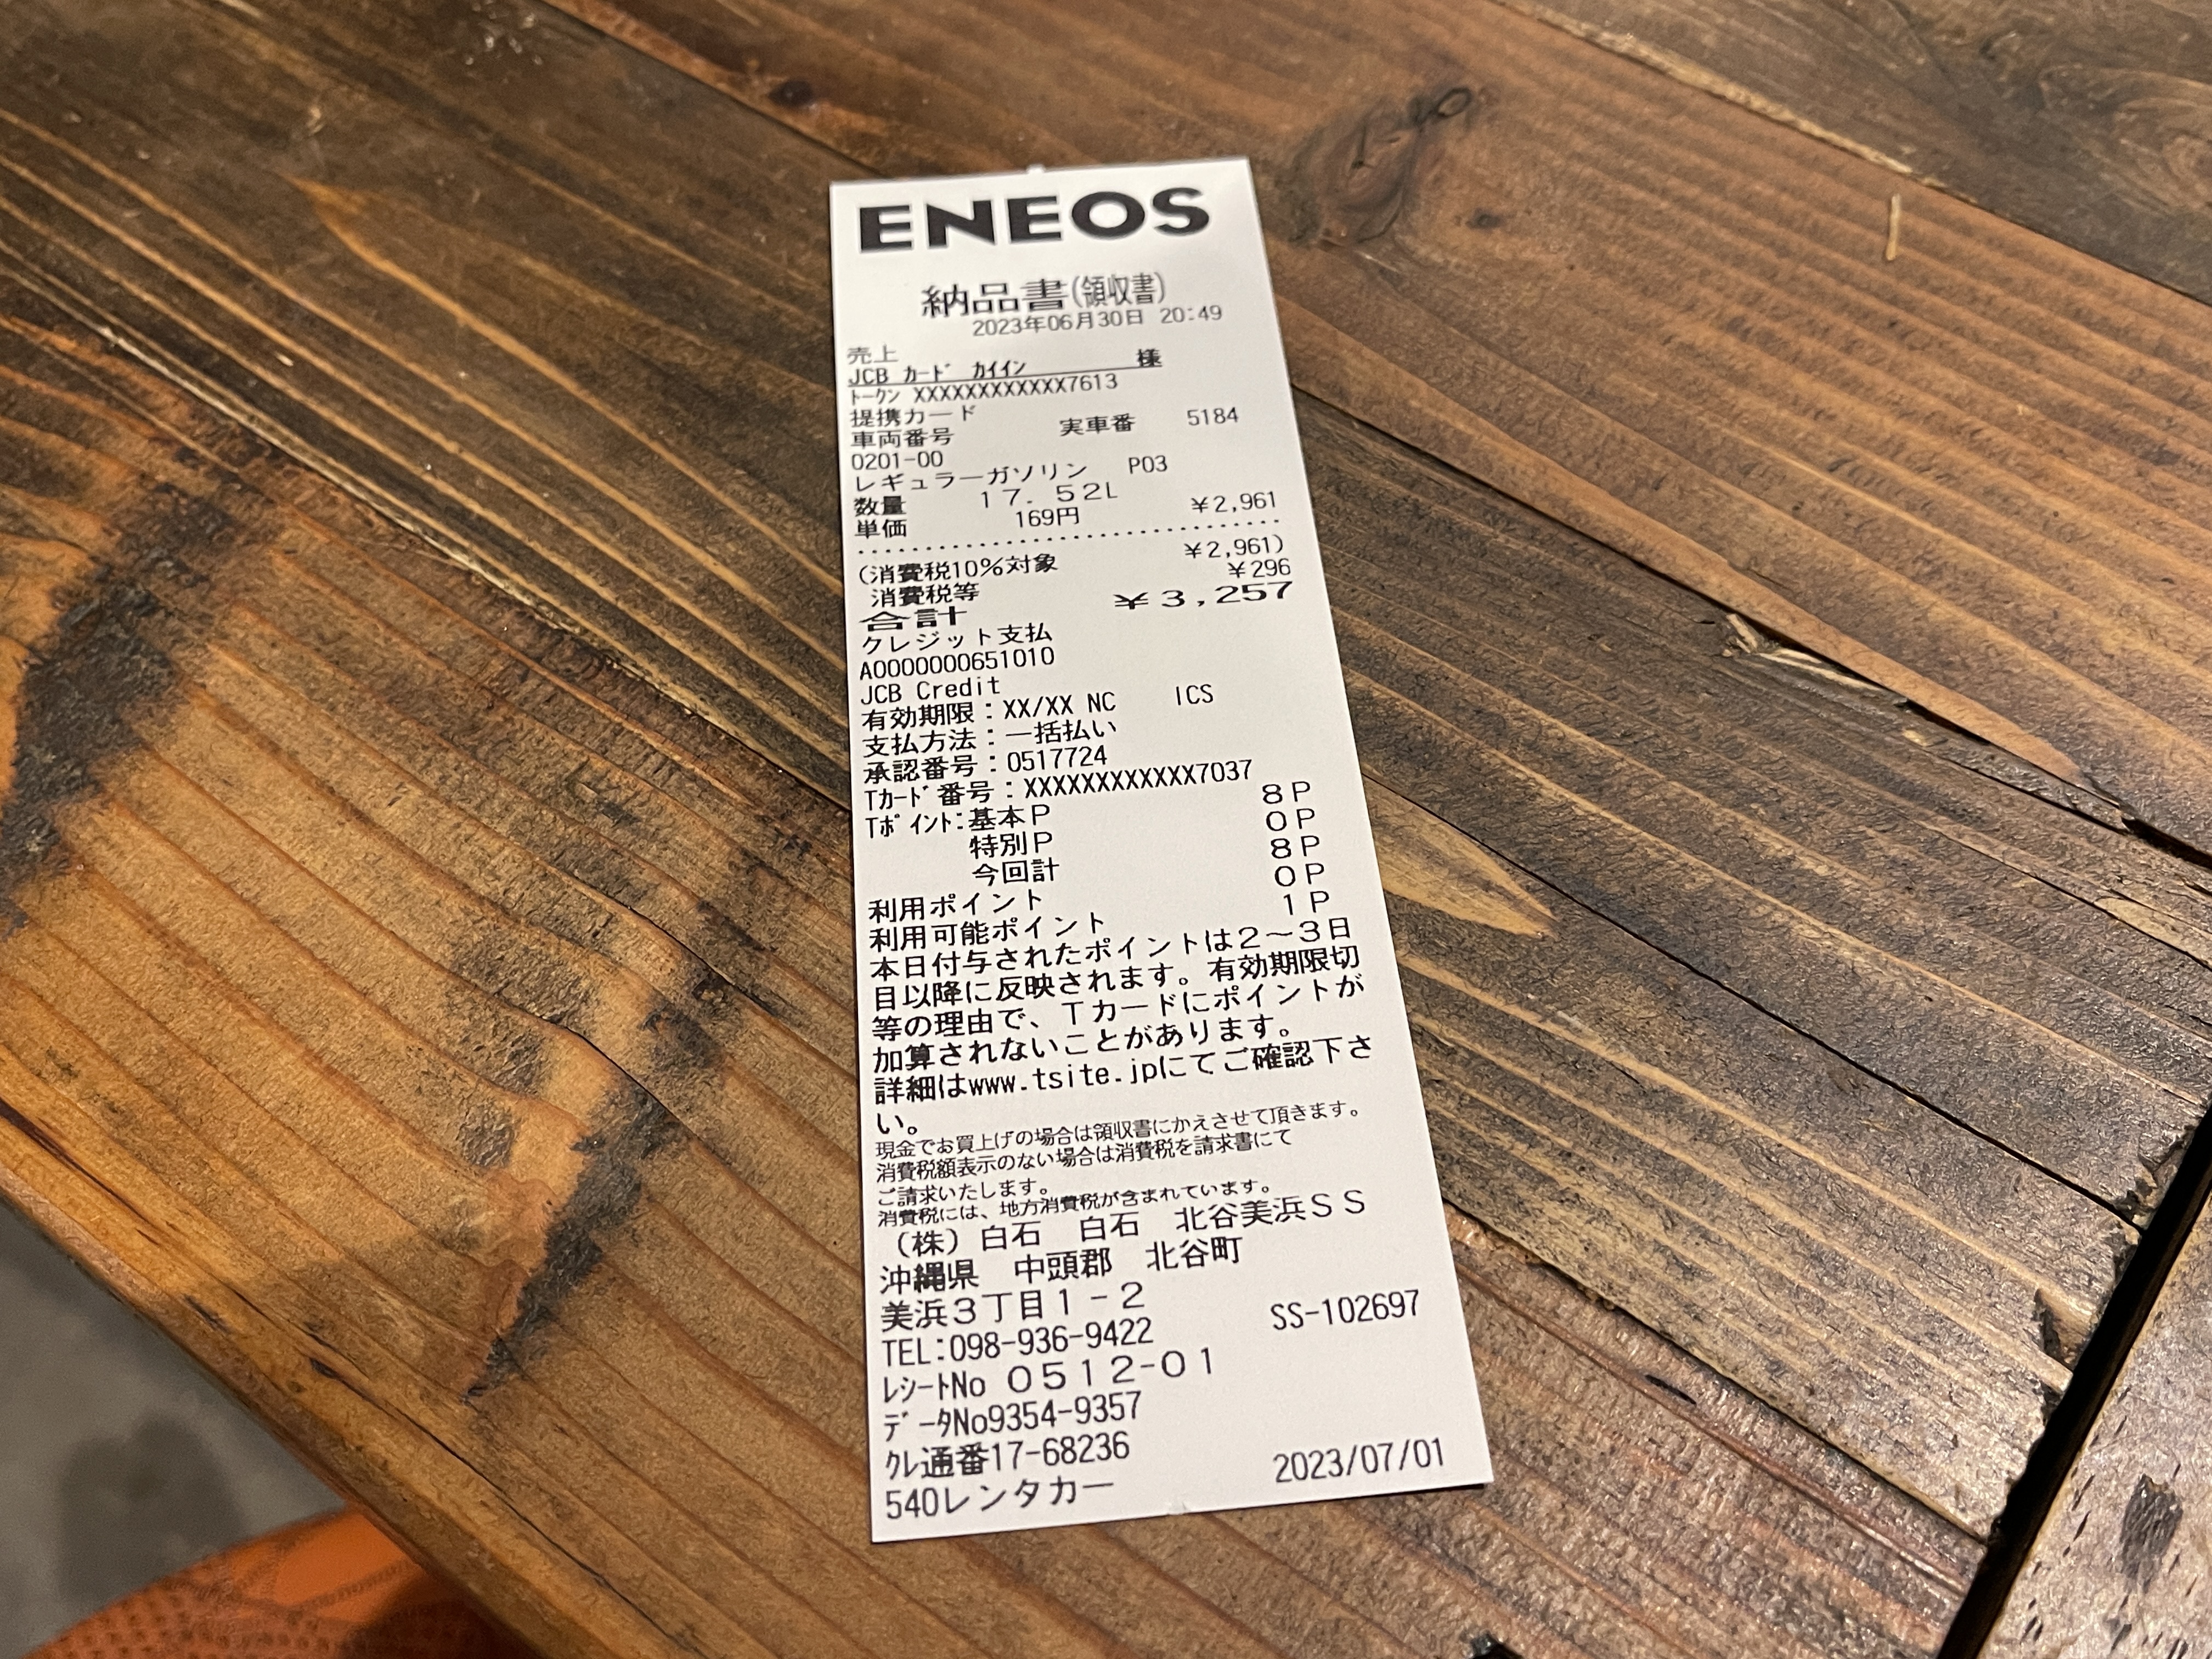 ENEOS
納品書(領収書)
2023年06月30日 20:49
売上
JCB カード カイイン 様
トークン XXXXXXXXXXXX7613
提携カード
車両番号 実車番 5184
0201-00
レギュラーガソリン P03
数量 17.52L
単価 169円 ¥2,961
(消費税10%対象 ¥2,961)
消費税等 ¥296
合計 ¥3,257
クレジット支払
A0000000651010
JCB Credit
有効期限:XX/XX NC ICS
支払方法:一括払い
承認番号:0517724
Tカード番号:XXXXXXXXXXXX7037
Tポイント:基本P 8P
特別P 0P
今回計 8P
利用ポイント 0P
利用可能ポイント 1P
本日付与されたポイントは2~3日
目以降に反映されます。有効期限切
等の理由で、Tカードにポイントが
加算されないことがあります。
詳細はwww.tsite.jpにてご確認下さ
い。
現金でお買上げの場合は領収書にかえさせて頂きます。
消費税額表示のない場合は消費税を請求書にて
ご請求いたします。
消費税には、地方消費税が含まれています。
(株)白石 白石 北谷美浜SS
沖縄県 中頭郡 北谷町
美浜3丁目1-2
TEL:098-936-9422 SS-102697
レシートNo 0512-01
データNo9354-9357
クレ通番17-68236
540レンタカー 2023/07/01